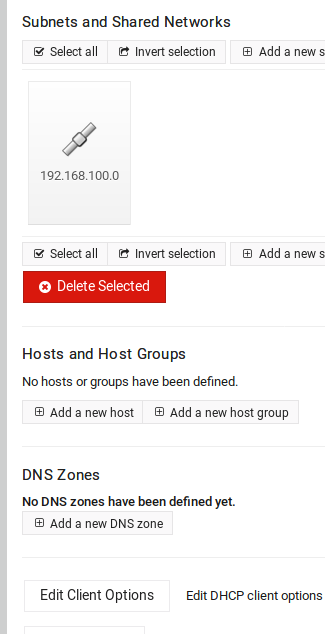 Subnets and Shared Networks
Select all Invert selection Add a new s
192.168.100.0
Select all Invert selection Add a new s
Delete Selected
Hosts and Host Groups
No hosts or groups have been defined.
Add a new host Add a new host group
DNS Zones
No DNS zones have been defined yet.
Add a new DNS zone
Edit Client Options Edit DHCP client options